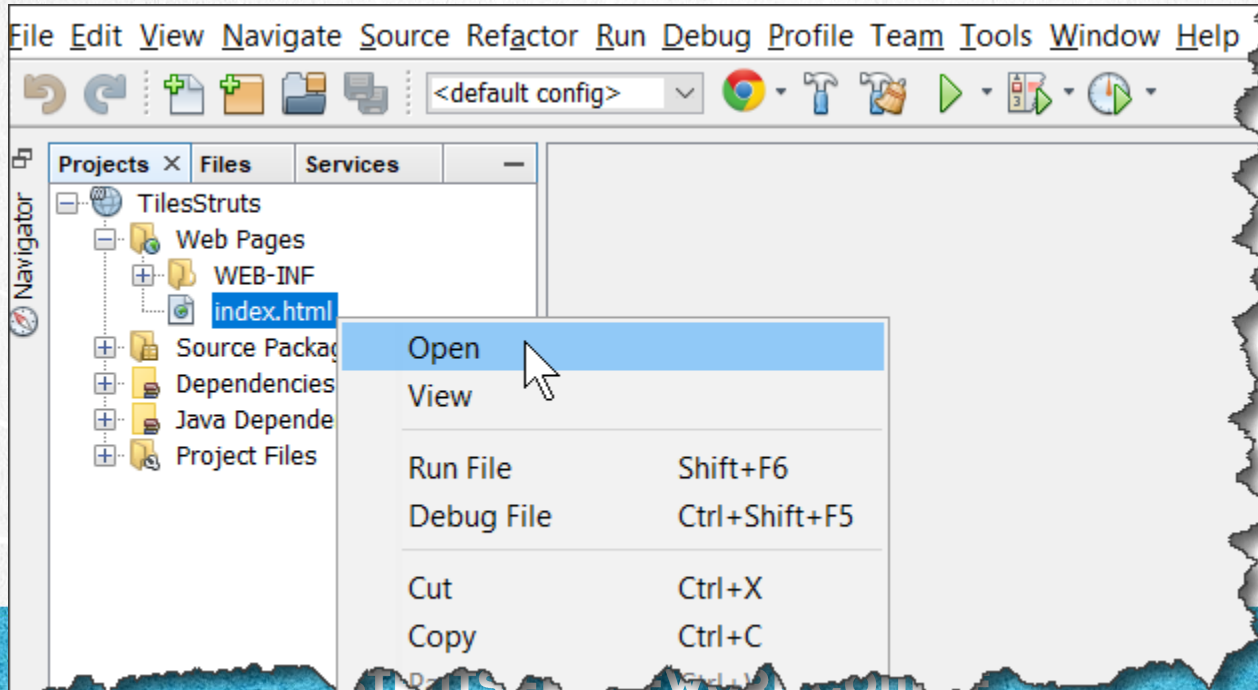 File Edit View Navigate Source Refactor Run Debug Profile Team Tools Window Help
<default config>
Projects Files Services
Navigator
TilesStruts
Web Pages
WEB-INF
index.html
Source
Dependencies
Java
Project Files
Open
View
Run File Shift+F6
Debug File Ctrl+Shift+F5
Cut Ctrl+X
Copy Ctrl+C